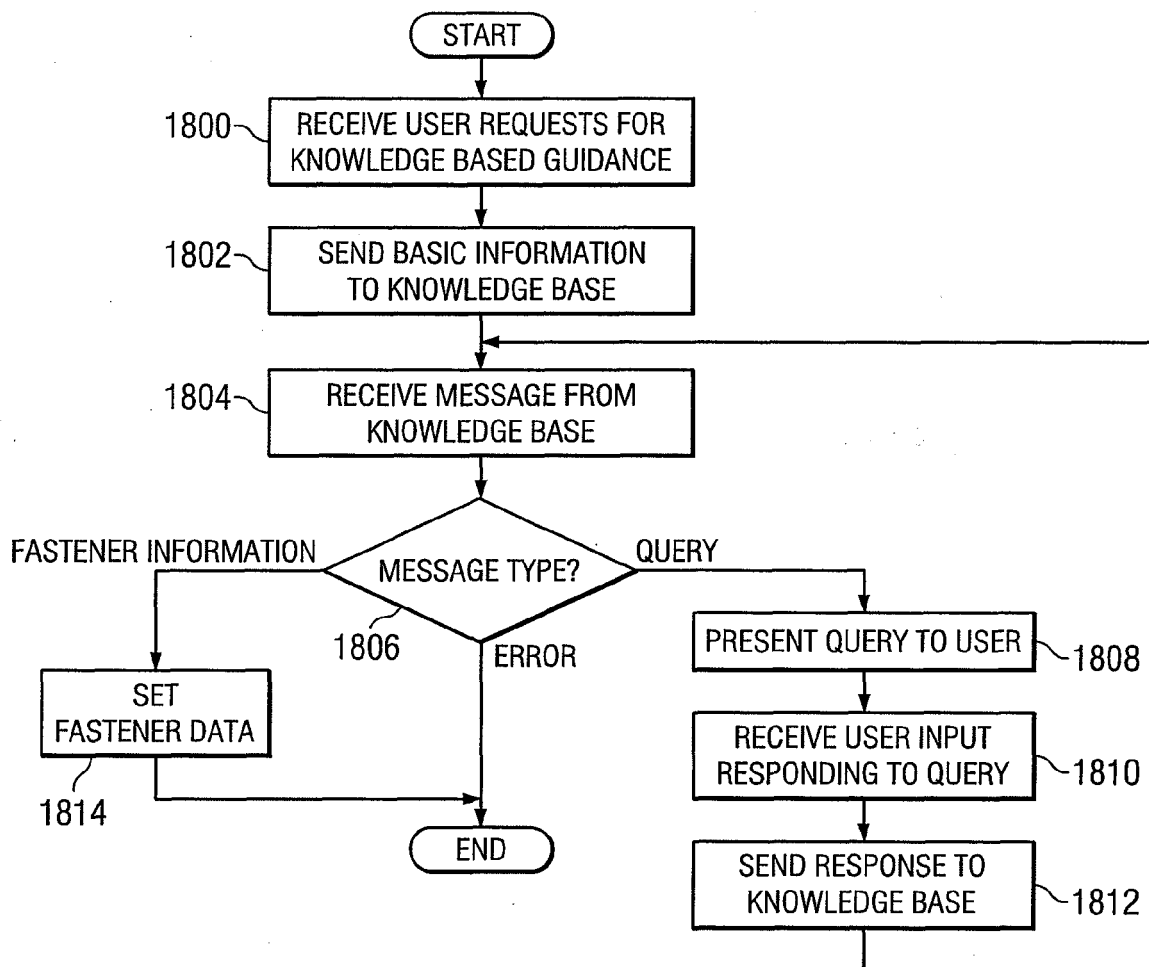 START
1800
RECEIVE USER REQUESTS FOR
KNOWLEDGE BASED GUIDANCE
1802
SEND BASIC INFORMATION
TO KNOWLEDGE BASE
1804
RECEIVE MESSAGE FROM
KNOWLEDGE BASE
FASTENER INFORMATION
MESSAGE TYPE?
QUERY
1806
ERROR
PRESENT QUERY TO USER
1808
SET
FASTENER DATA
1814
RECEIVE USER INPUT
RESPONDING TO QUERY
1810
END
SEND RESPONSE TO
KNOWLEDGE BASE
1812